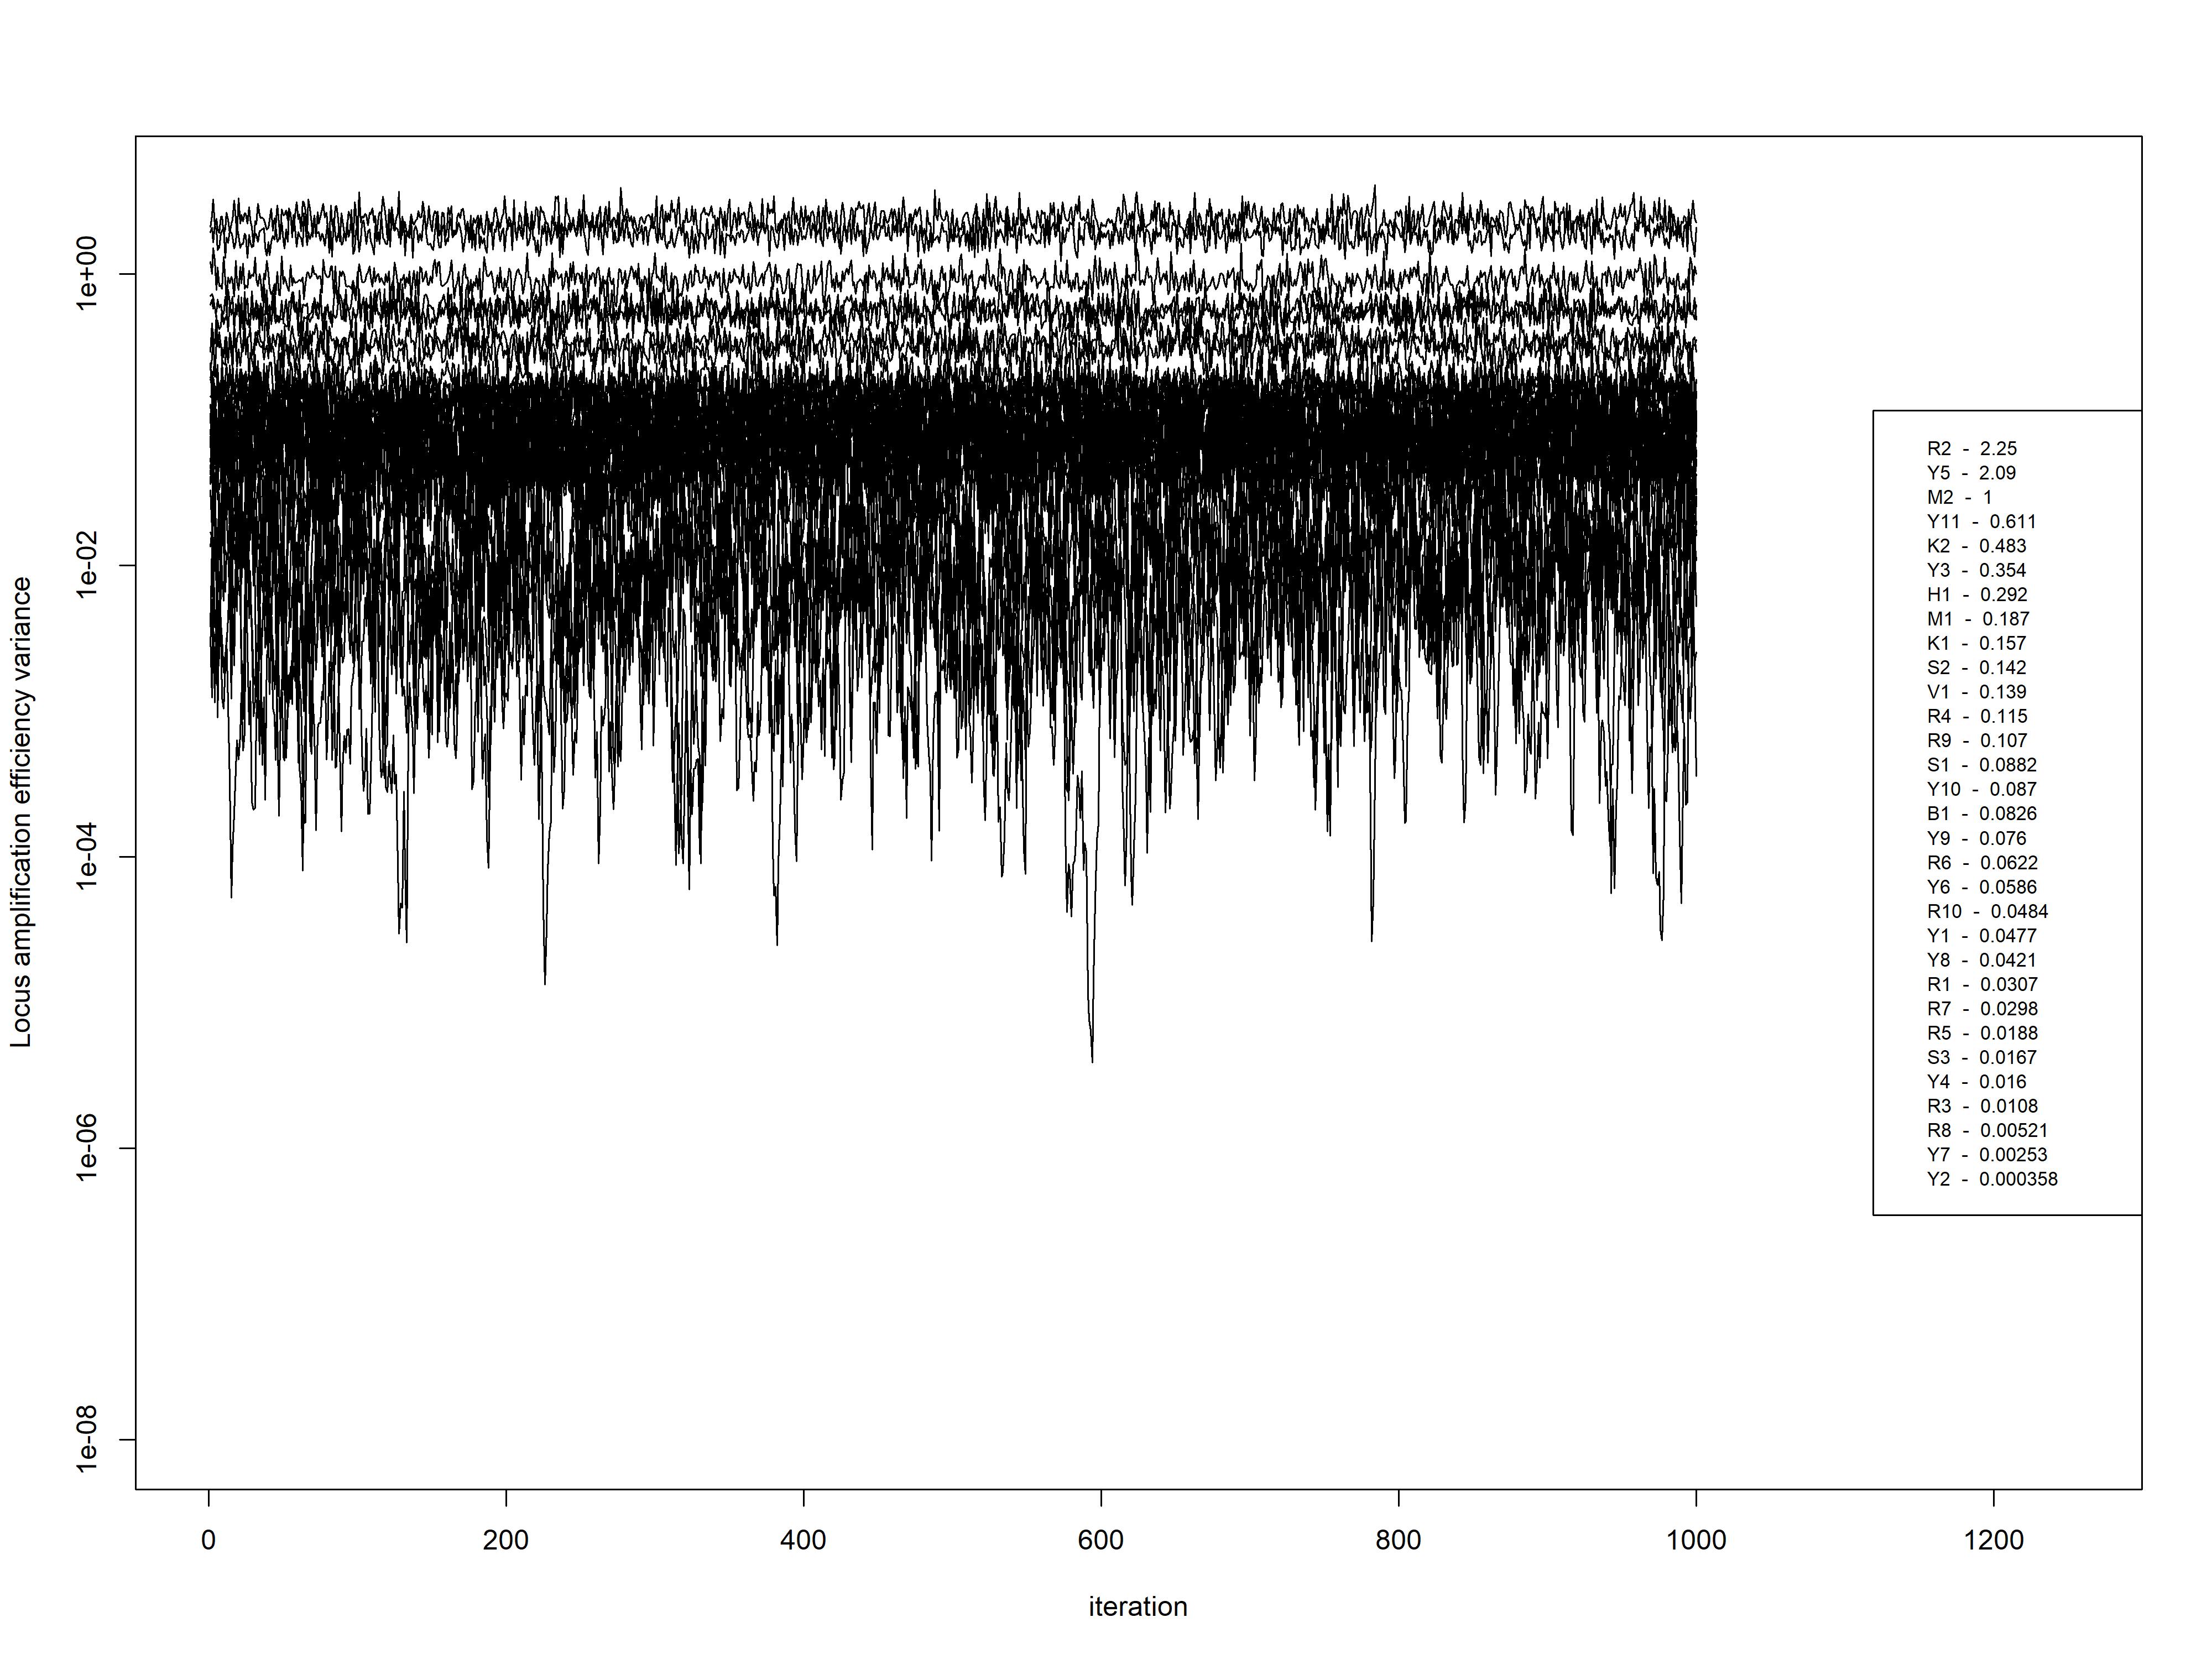 Locus amplification efficiency variance
1e+00
1e-02
1e-04
1e-06
1e-08
R2 - 2.25
Y5 - 2.09
M2 - 1
Y11 - 0.611
K2 - 0.483
Y3 - 0.354
H1 - 0.292
M1 - 0.187
K1 - 0.157
S2 - 0.142
V1 - 0.139
R4 - 0.115
R9 - 0.107
S1 - 0.0882
Y10 - 0.087
B1 - 0.0826
Y9 - 0.076
R6 - 0.0622
Y6 - 0.0586
R10 - 0.0484
Y1 - 0.0477
Y8 - 0.0421
R1 - 0.0307
R7 - 0.0298
R5 - 0.0188
S3 - 0.0167
Y4 - 0.016
R3 - 0.0108
R8 - 0.00521
Y7 - 0.00253
Y2 - 0.000358
0 200 400 600 800 1000 1200
iteration